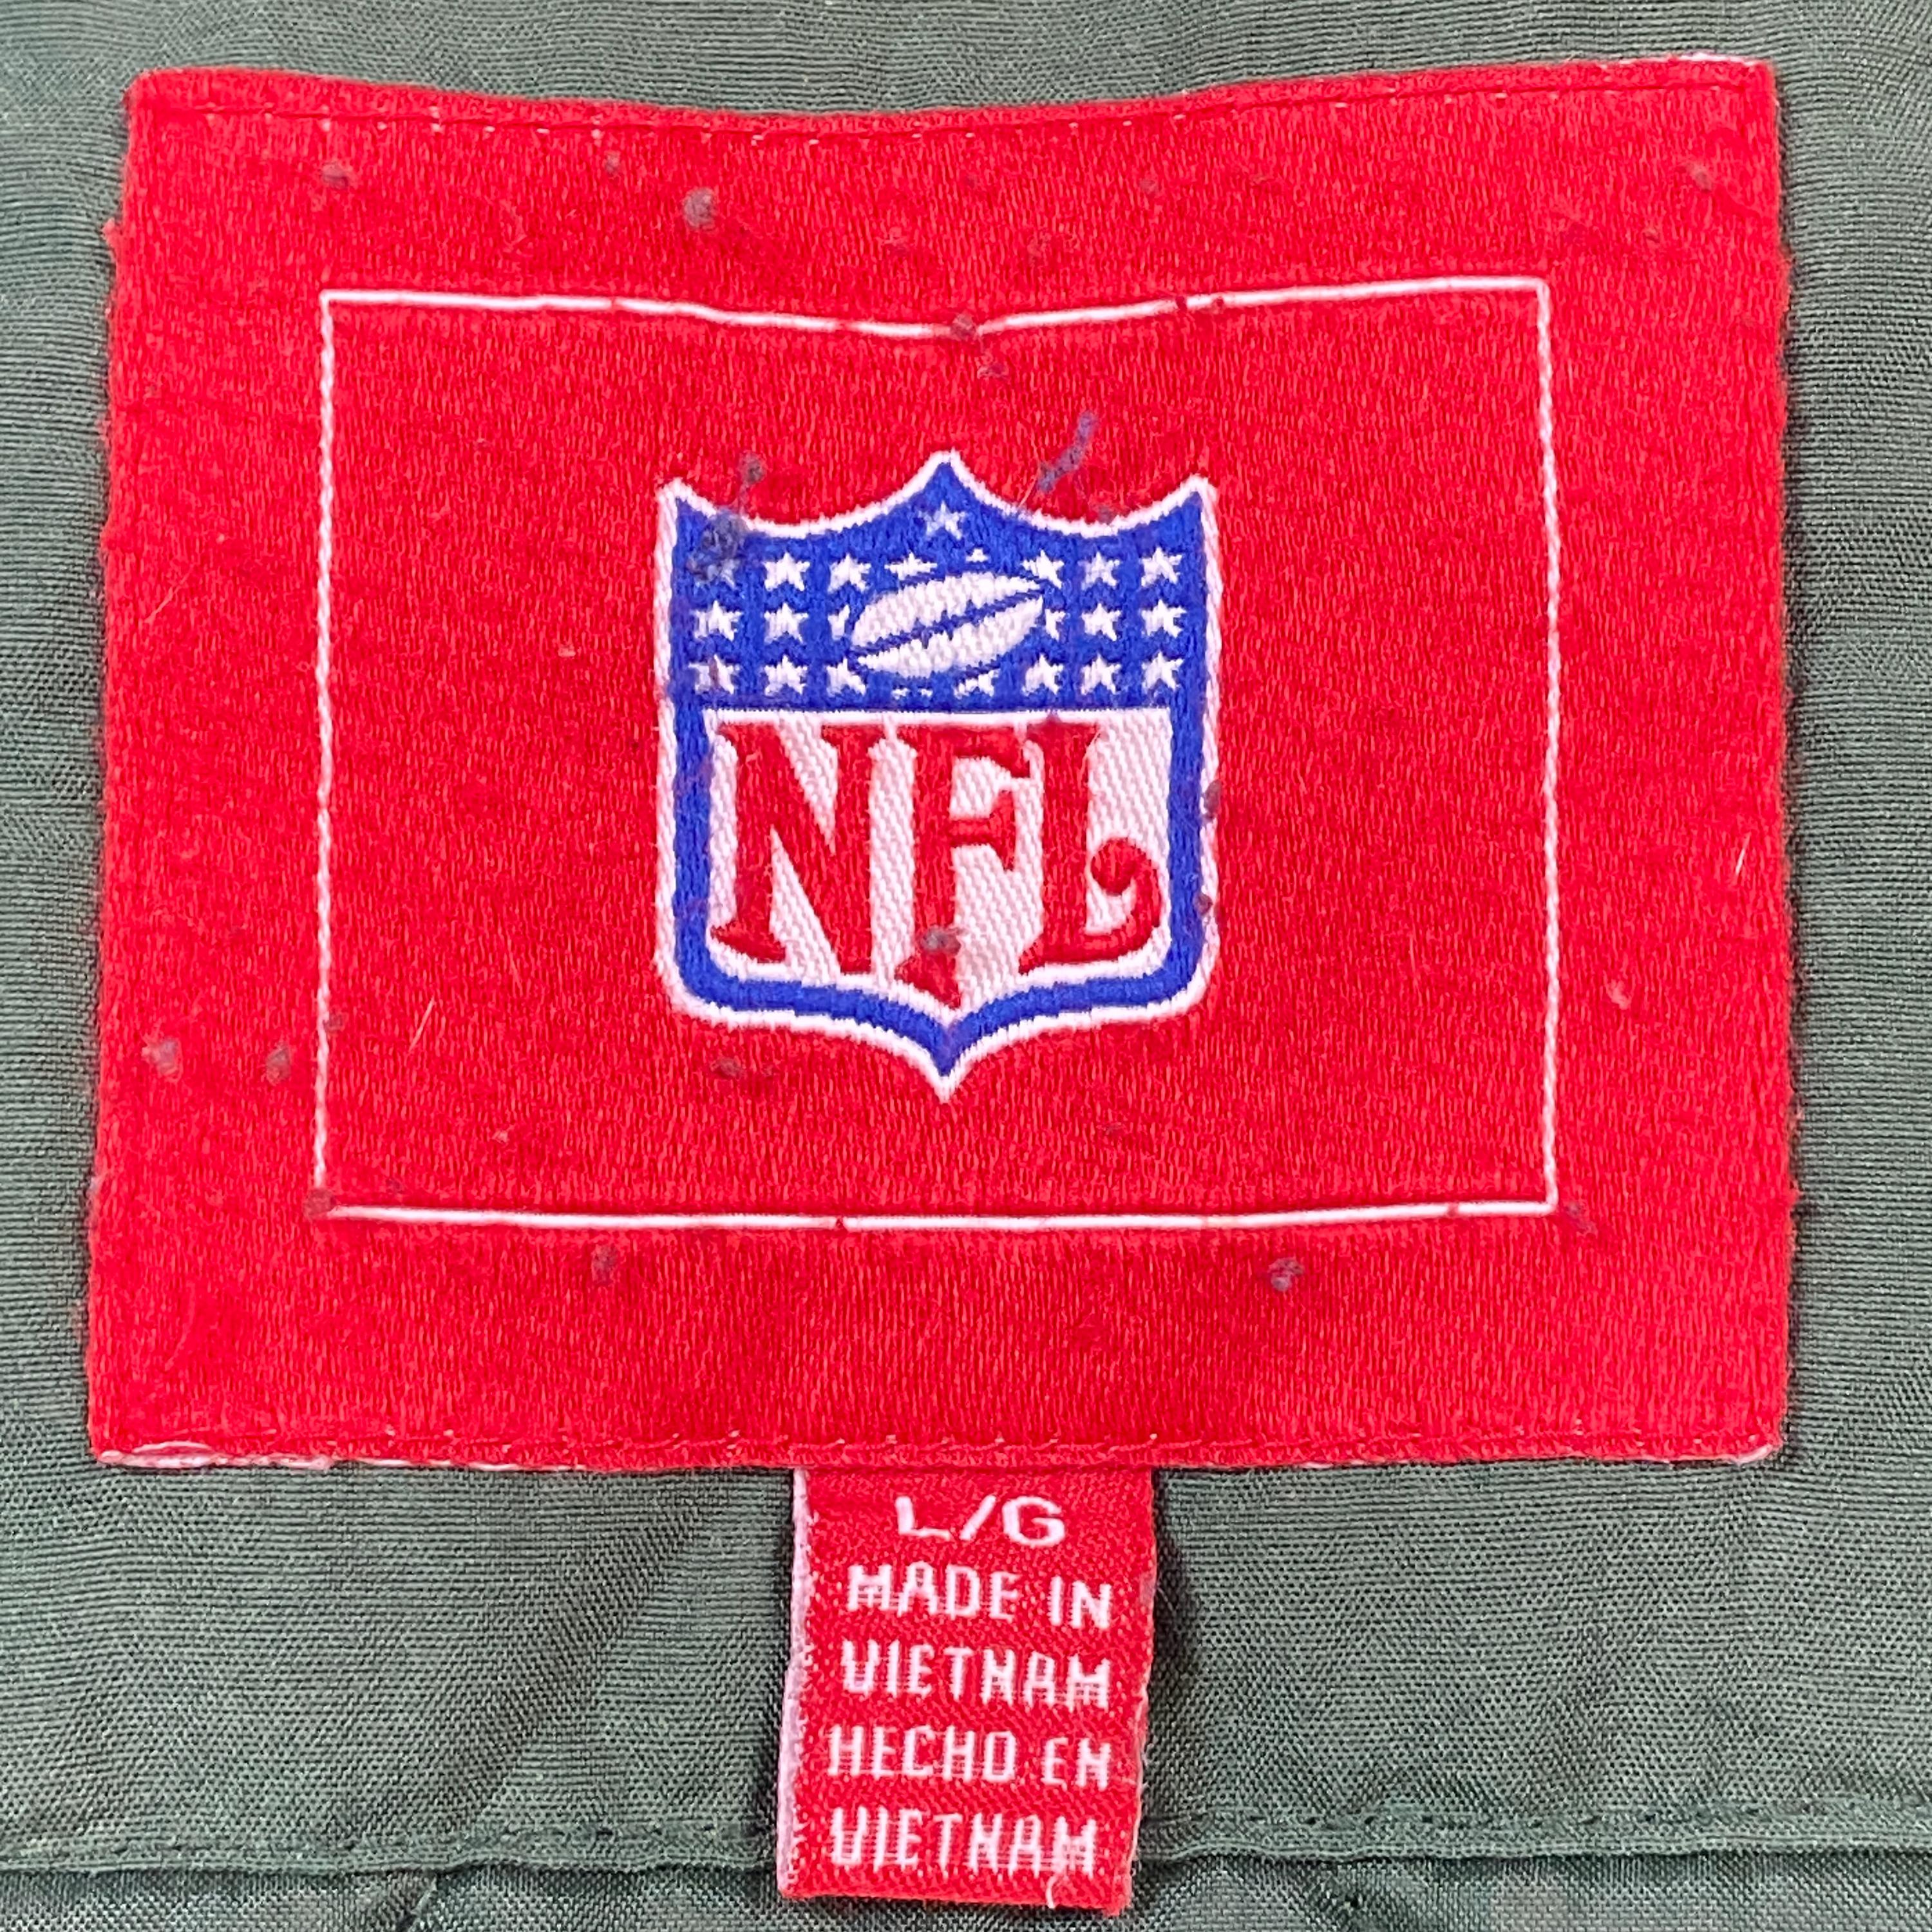 NFL
L/G
MADE IN
VIETNAM
HECHO EN
VIETNAM